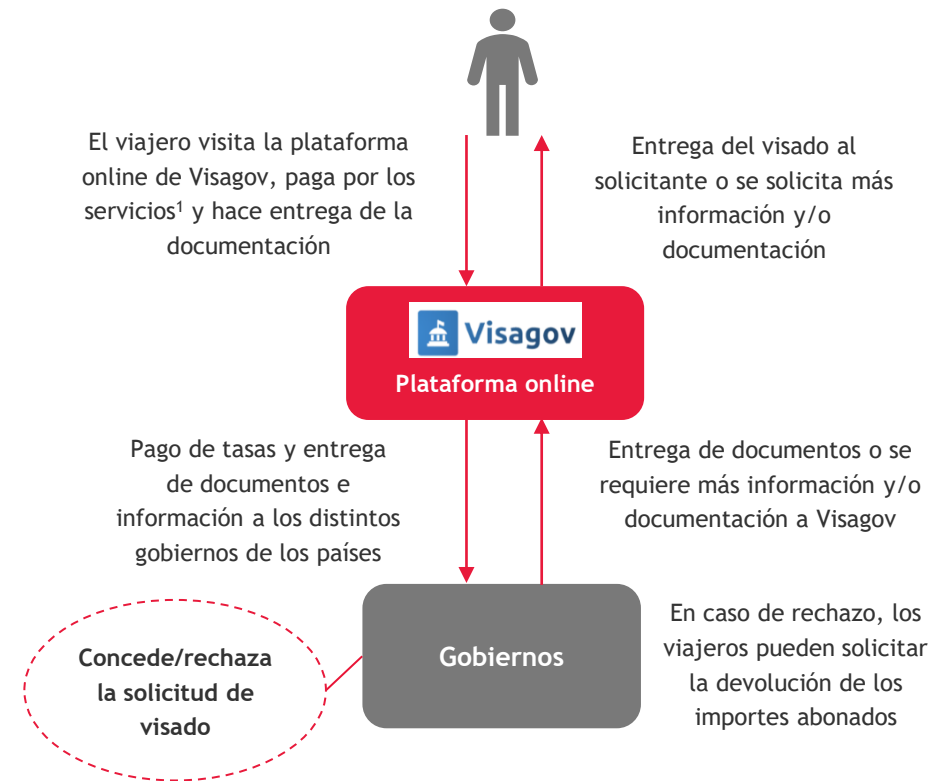 El viajero visita la plataforma
online de Visagov, paga por los
servicios¹ y hace entrega de la
documentación
Entrega del visado al
solicitante o se solicita más
información y/o
documentación
Visagov
Plataforma online
Pago de tasas y entrega
de documentos e
información a los distintos
gobiernos de los países
Entrega de documentos o se
requiere más información y/o
documentación a Visagov
Concede/rechaza
la solicitud de
visado
Gobiernos
En caso de rechazo, los
viajeros pueden solicitar
la devolución de los
importes abonados